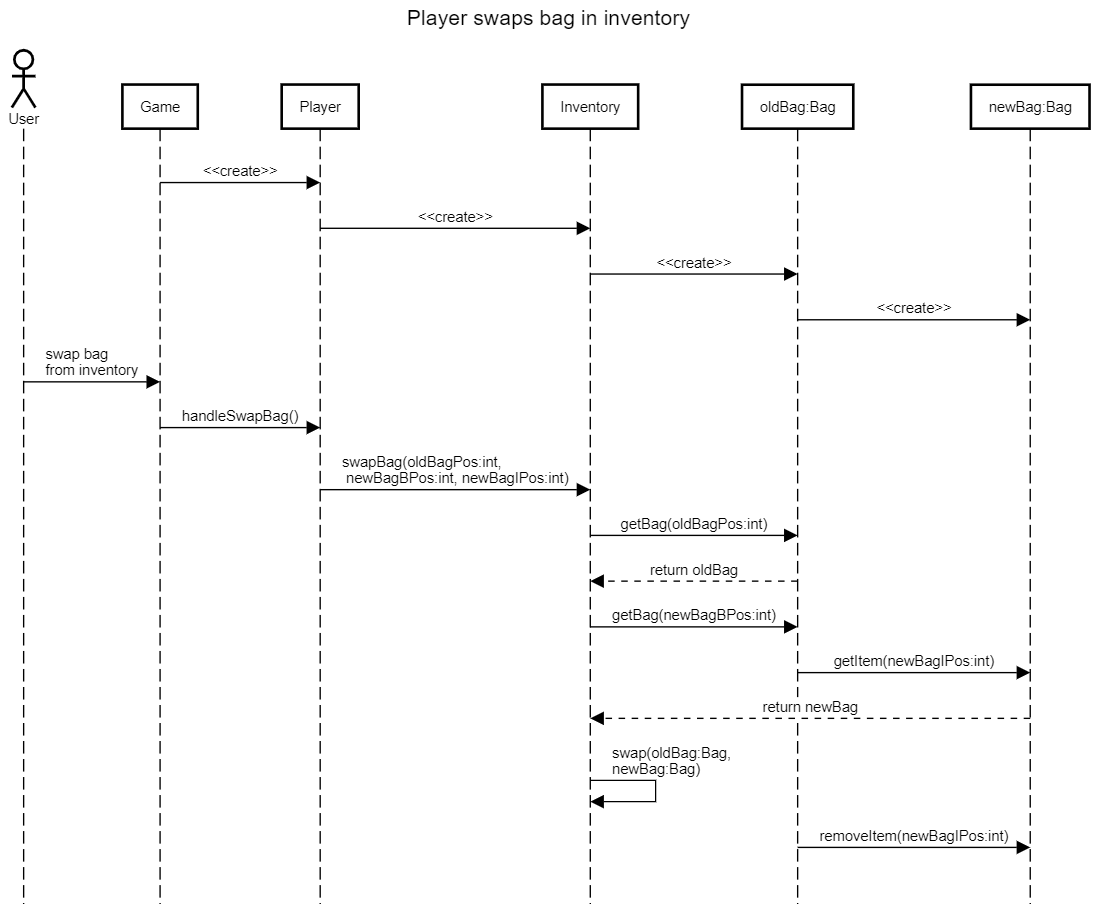 Player swaps bag in inventory
User
Game
Player
Inventory
oldBag:Bag
newBag:Bag
<<create>>
<<create>>
<<create>>
<<create>>
swap bag
from inventory
handleSwapBag()
swapBag(oldBagPos:int,
newBagBPos:int, newBagIPos:int)
getBag(oldBagPos:int)
return oldBag
getBag(newBagBPos:int)
getItem(newBagIPos:int)
return newBag
swap(oldBag:Bag,
newBag:Bag)
removeItem(newBagIPos:int)